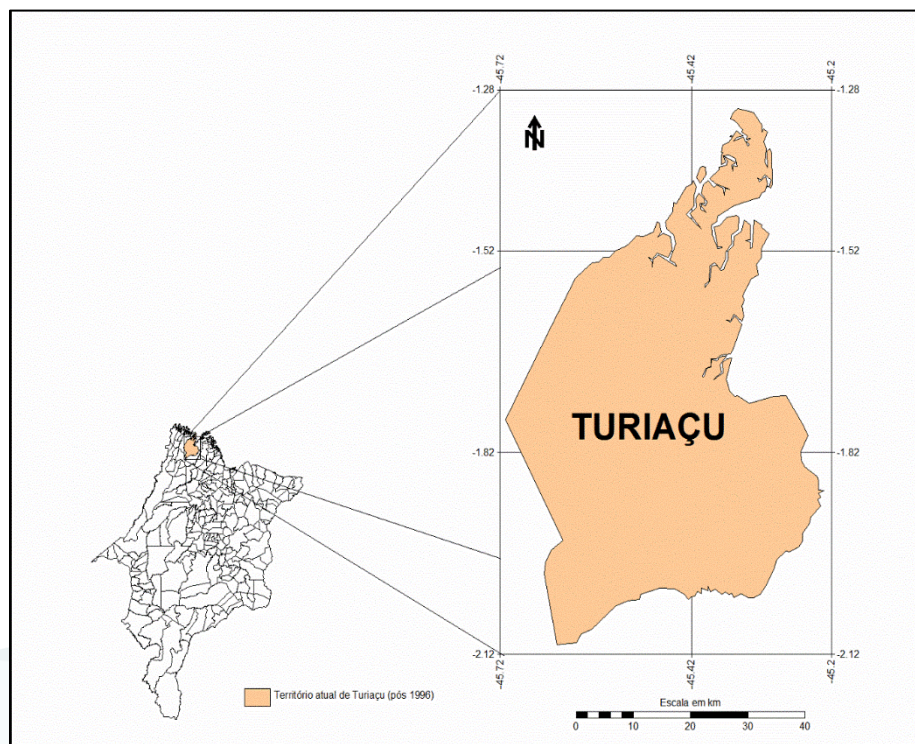 -45.72
-45.42
-45.2
-1.28
-1.28
N
-1.52
-1.52
TURIAÇU
-1.82
-1.82
-2.12
-2.12
-45.72
-45.42
-45.2
Território atual de Turiaçu (pós 1996)
Escala em km
0 10 20 30 40